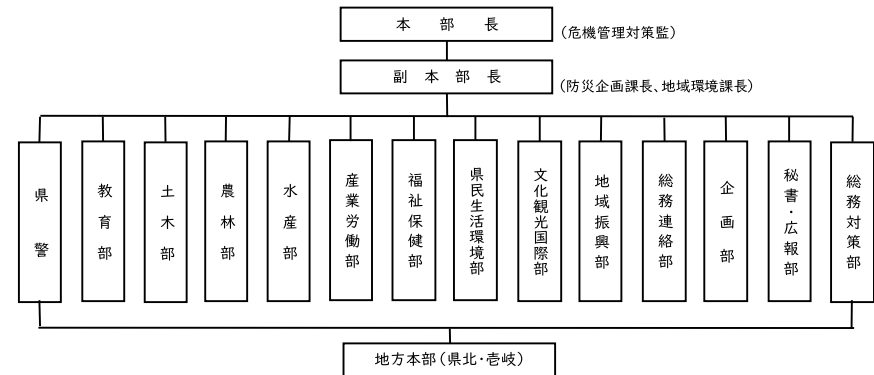 本部長
(危機管理対策監)
副本部長
(防災企画課長、地域環境課長)
県警
教育部
土木部
農林部
水産部
産業労働部
福祉保健部
県民生活環境部
文化観光国際部
地域振興部
総務連絡部
企画部
秘書・広報部
総務対策部
地方本部(県北・壱岐)